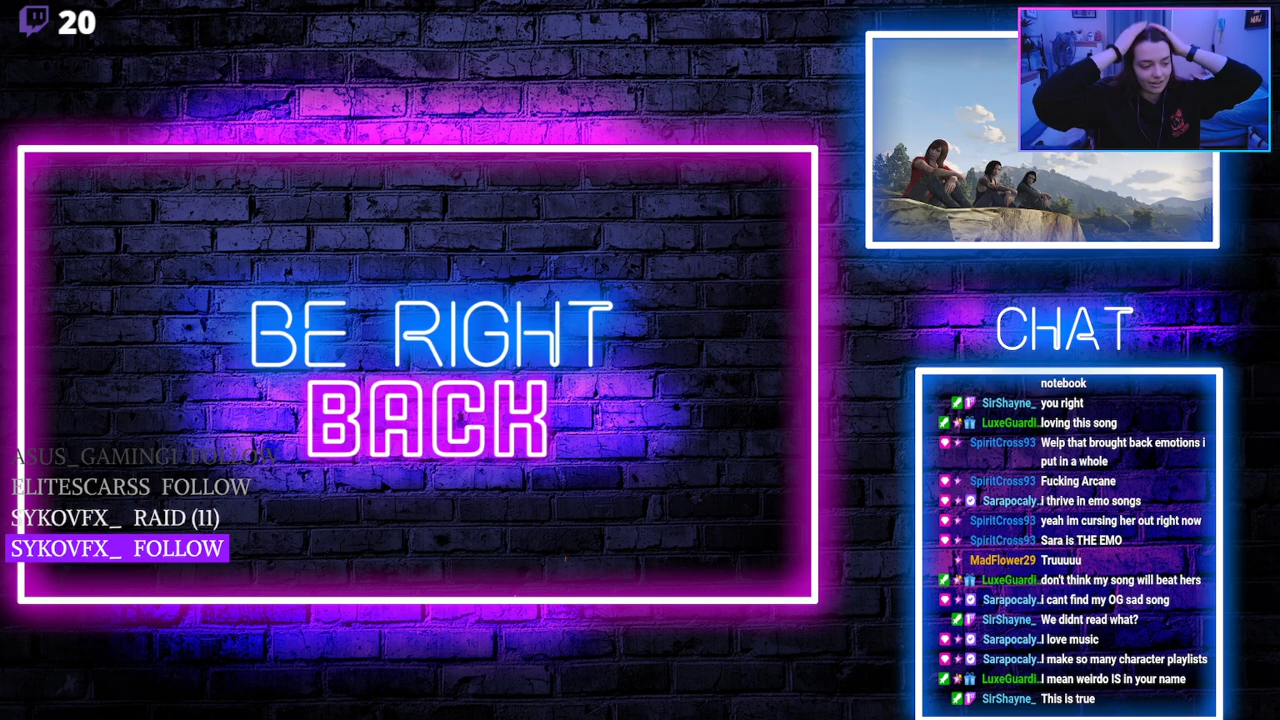 20
BE RIGHT
BACK
ASUS_GAMING1 FOLLOW
ELITESCARSS FOLLOW
SYKOVFX_ RAID (11)
SYKOVFX_ FOLLOW
CHAT
notebook
SirShayne_ you right
LuxeGuardi.. loving this song
SpiritCross93 Welp that brought back emotions i
put in a whole
SpiritCross93 Fucking Arcane
Sarapocaly.. i thrive in emo songs
SpiritCross93 yeah Im cursing her out right now
SpiritCross93 Sara is THE EMO
MadFlower29 Truuuuu
LuxeGuardi.. don't think my song will beat hers
Sarapocaly.. i cant find my OG sad song
SirShayne_ We didnt read what?
Sarapocaly.. I love music
Sarapocaly.. I make so many character playlists
LuxeGuardi.. I mean weirdo IS in your name
SirShayne_ This is true